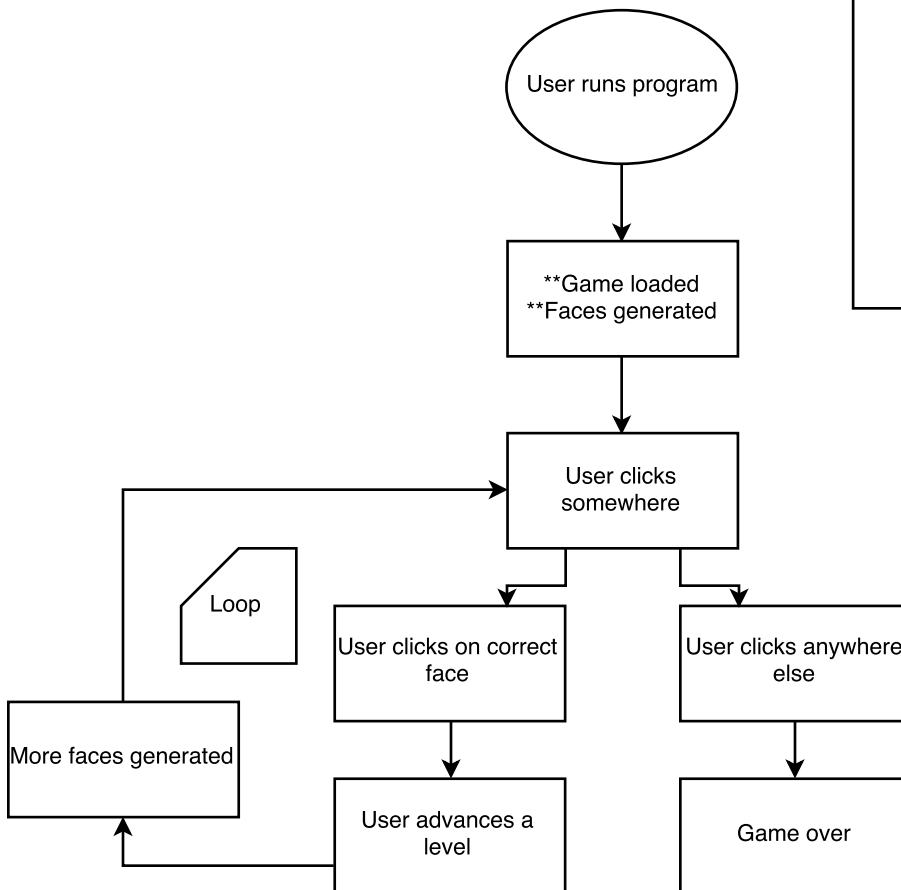 User runs program
**Game loaded
**Faces generated
User clicks
somewhere
Loop
User clicks on correct
face
User clicks anywhere
else
More faces generated
User advances a
level
Game over